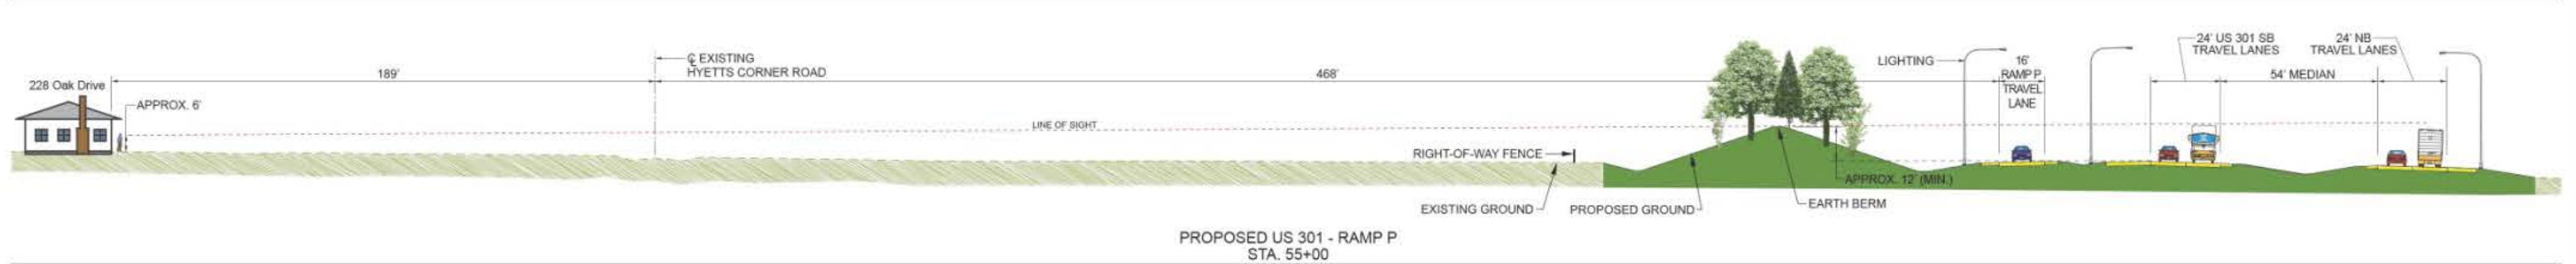 228 Oak Drive
APPROX. 6'
189'
℄ EXISTING
HYETTS CORNER ROAD
468'
LINE OF SIGHT
RIGHT-OF-WAY FENCE
EXISTING GROUND
PROPOSED GROUND
APPROX. 12' (MIN.)
EARTH BERM
LIGHTING
16'
RAMP P
TRAVEL
LANE
24' US 301 SB
TRAVEL LANES
54' MEDIAN
24' NB
TRAVEL LANES
PROPOSED US 301 - RAMP P
STA. 55+00